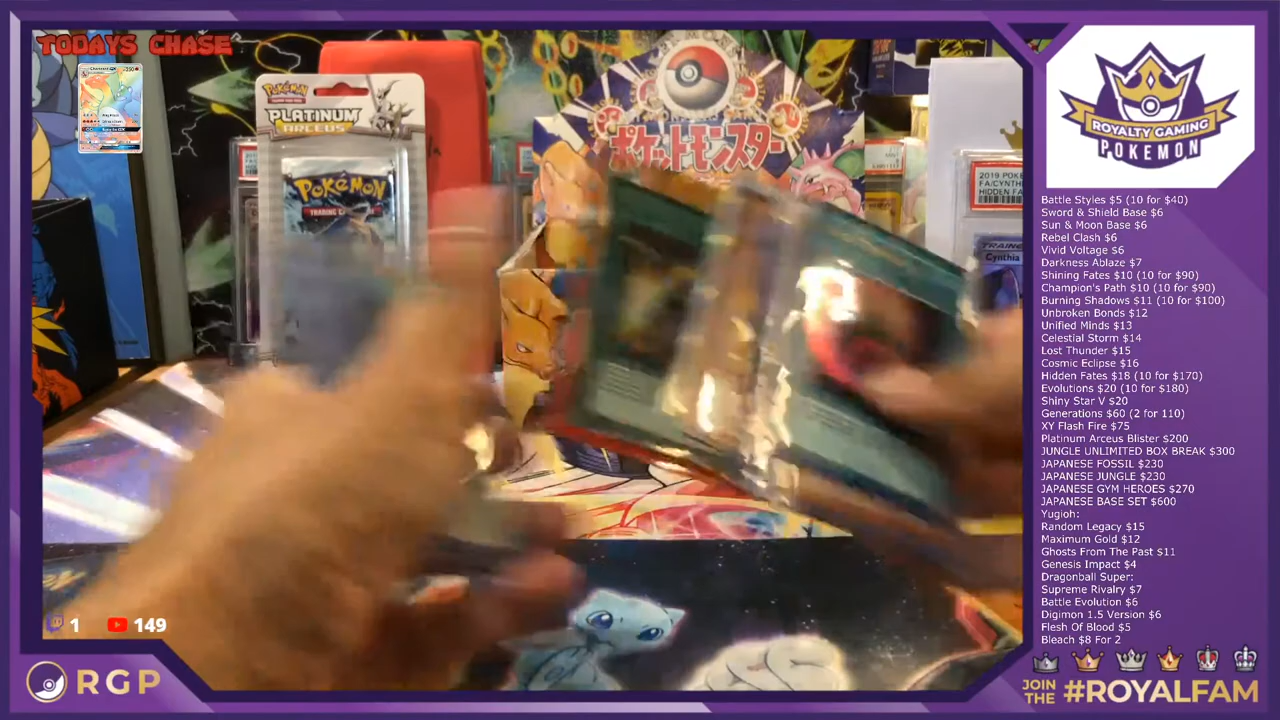 TODAYS CHASE
POKÉMON
PLATINUM
ARCEUS
POKÉMON
ポケットモンスター
2019 POKE
FA/CYNTH
HIDDEN FA
TRAINE
Cynthia
ROYALTY GAMING
POKEMON
Battle Styles $5 (10 for $40)
Sword & Shield Base $6
Sun & Moon Base $6
Rebel Clash $6
Vivid Voltage $6
Darkness Ablaze $7
Shining Fates $10 (10 for $90)
Champion's Path $10 (10 for $90)
Burning Shadows $11 (10 for $100)
Unbroken Bonds $12
Unified Minds $13
Celestial Storm $14
Lost Thunder $15
Cosmic Eclipse $16
Hidden Fates $18 (10 for $170)
Evolutions $20 (10 for $180)
Shiny Star V $20
Generations $60 (2 for 110)
XY Flash Fire $75
Platinum Arceus Blister $200
JUNGLE UNLIMITED BOX BREAK $300
JAPANESE FOSSIL $230
JAPANESE JUNGLE $230
JAPANESE GYM HEROES $270
JAPANESE BASE SET $600
Yugioh:
Random Legacy $15
Maximum Gold $12
Ghosts From The Past $11
Genesis Impact $4
Dragonball Super:
Supreme Rivalry $7
Battle Evolution $6
Digimon 1.5 Version $6
Flesh Of Blood $5
Bleach $8 For 2
1 149
RGP
JOIN
THE #ROYALFAM